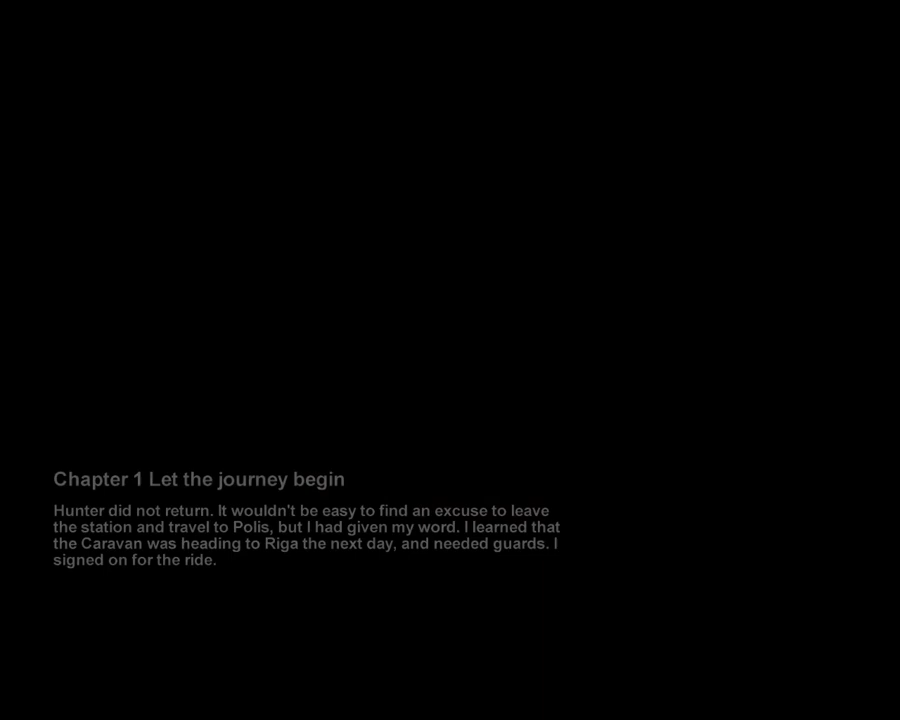 Chapter 1 Let the journey begin
Hunter did not return. It wouldn't be easy to find an excuse to leave
the station and travel to Polis, but I had given my word. I learned that
the Caravan was heading to Riga the next day, and needed guards. I
signed on for the ride.